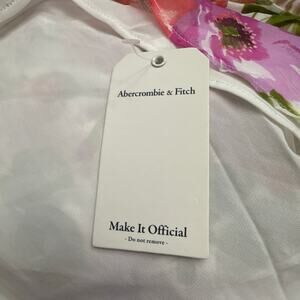 Abercrombie & Fitch
Make It Official
- Do not remove -